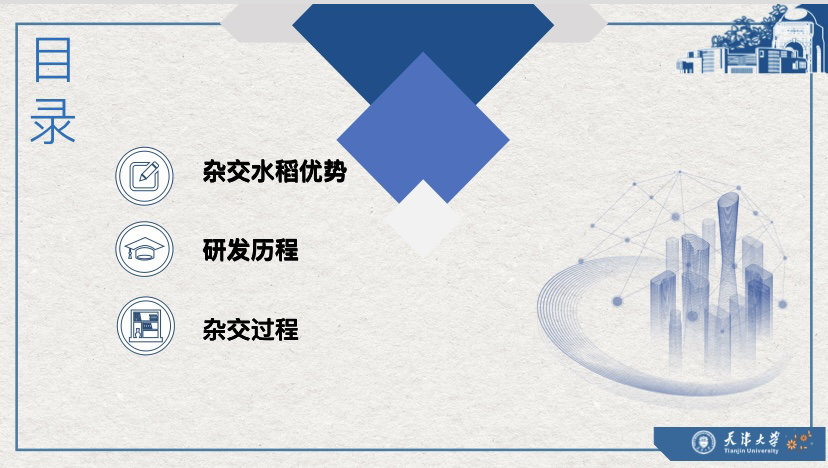 目
录
杂交水稻优势
研发历程
杂交过程
天津大学
Tianjin University